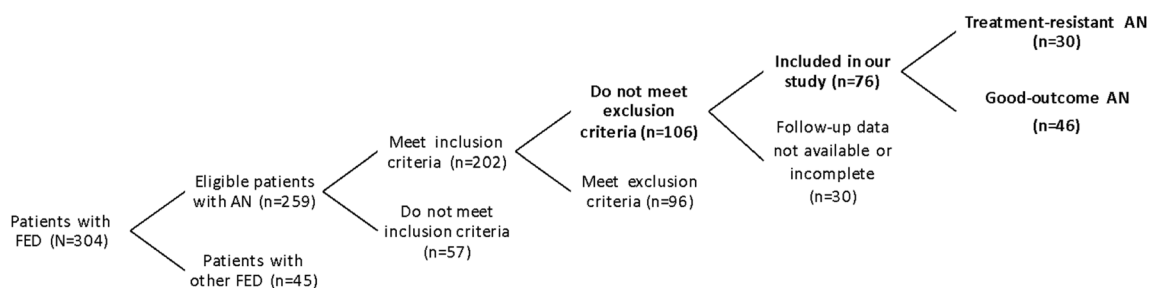 Patients with
FED (N=304)
Eligible patients
with AN (n=259)
Patients with
other FED (n=45)
Meet inclusion
criteria (n=202)
Do not meet
inclusion criteria
(n=57)
Do not meet
exclusion
criteria (n=106)
Meet exclusion
criteria (n=96)
Included in our
study (n=76)
Follow-up data
not available or
incomplete
(n=30)
Treatment-resistant AN
(n=30)
Good-outcome AN
(n=46)